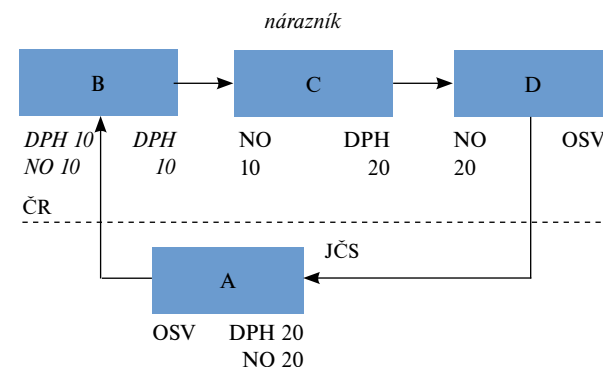 nárazník
B C D
DPH 10 DPH NO DPH NO OSV
NO 10 10 10 20 20
ČR
JČS
A
OSV DPH 20
NO 20